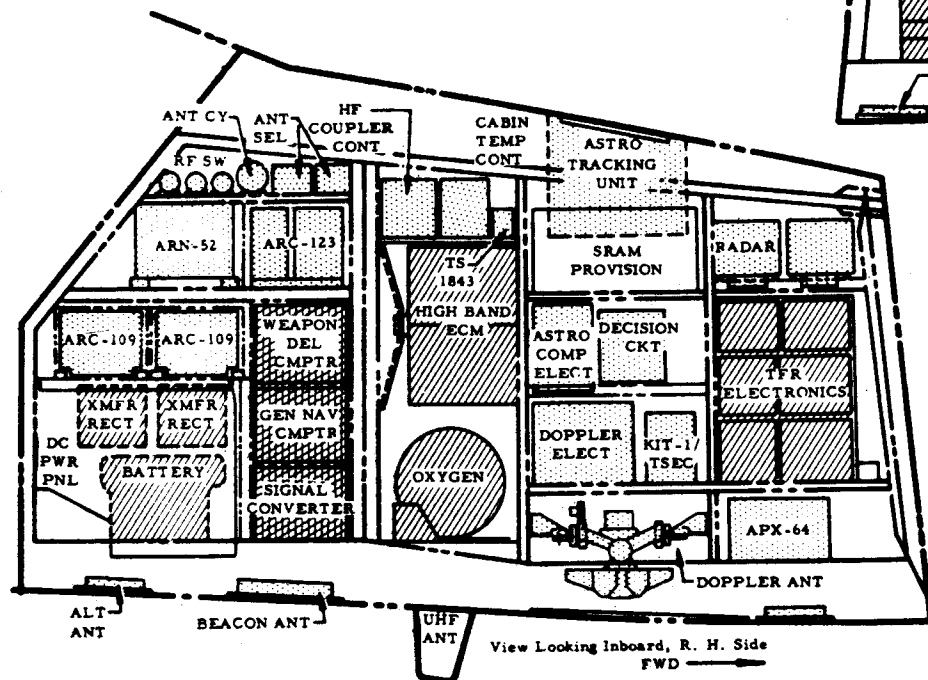 ANT CY
ANT
SEL
HF
COUPLER
CONT
CABIN
TEMP
CONT
ASTRO
TRACKING
UNIT
RF SW
ARN-52
ARC-123
TS
1843
SRAM
PROVISION
RADAR
HIGH BAND
ECM
ARC-109
ARC-109
WEAPON
DEL
CMPTR
ASTRO
COMP
ELECT
DECISION
CKT
TFR
ELECTRONICS
XMFR
RECT
XMFR
RECT
GEN NAV
CMPTR
DC
PWR
PNL
BATTERY
DOPPLER
ELECT
KIT-1/
TSEC
OXYGEN
SIGNAL
CONVERTER
APX-64
DOPPLER ANT
ALT
ANT
BEACON ANT
UHF
ANT
View Looking Inboard, R. H. Side
FWD